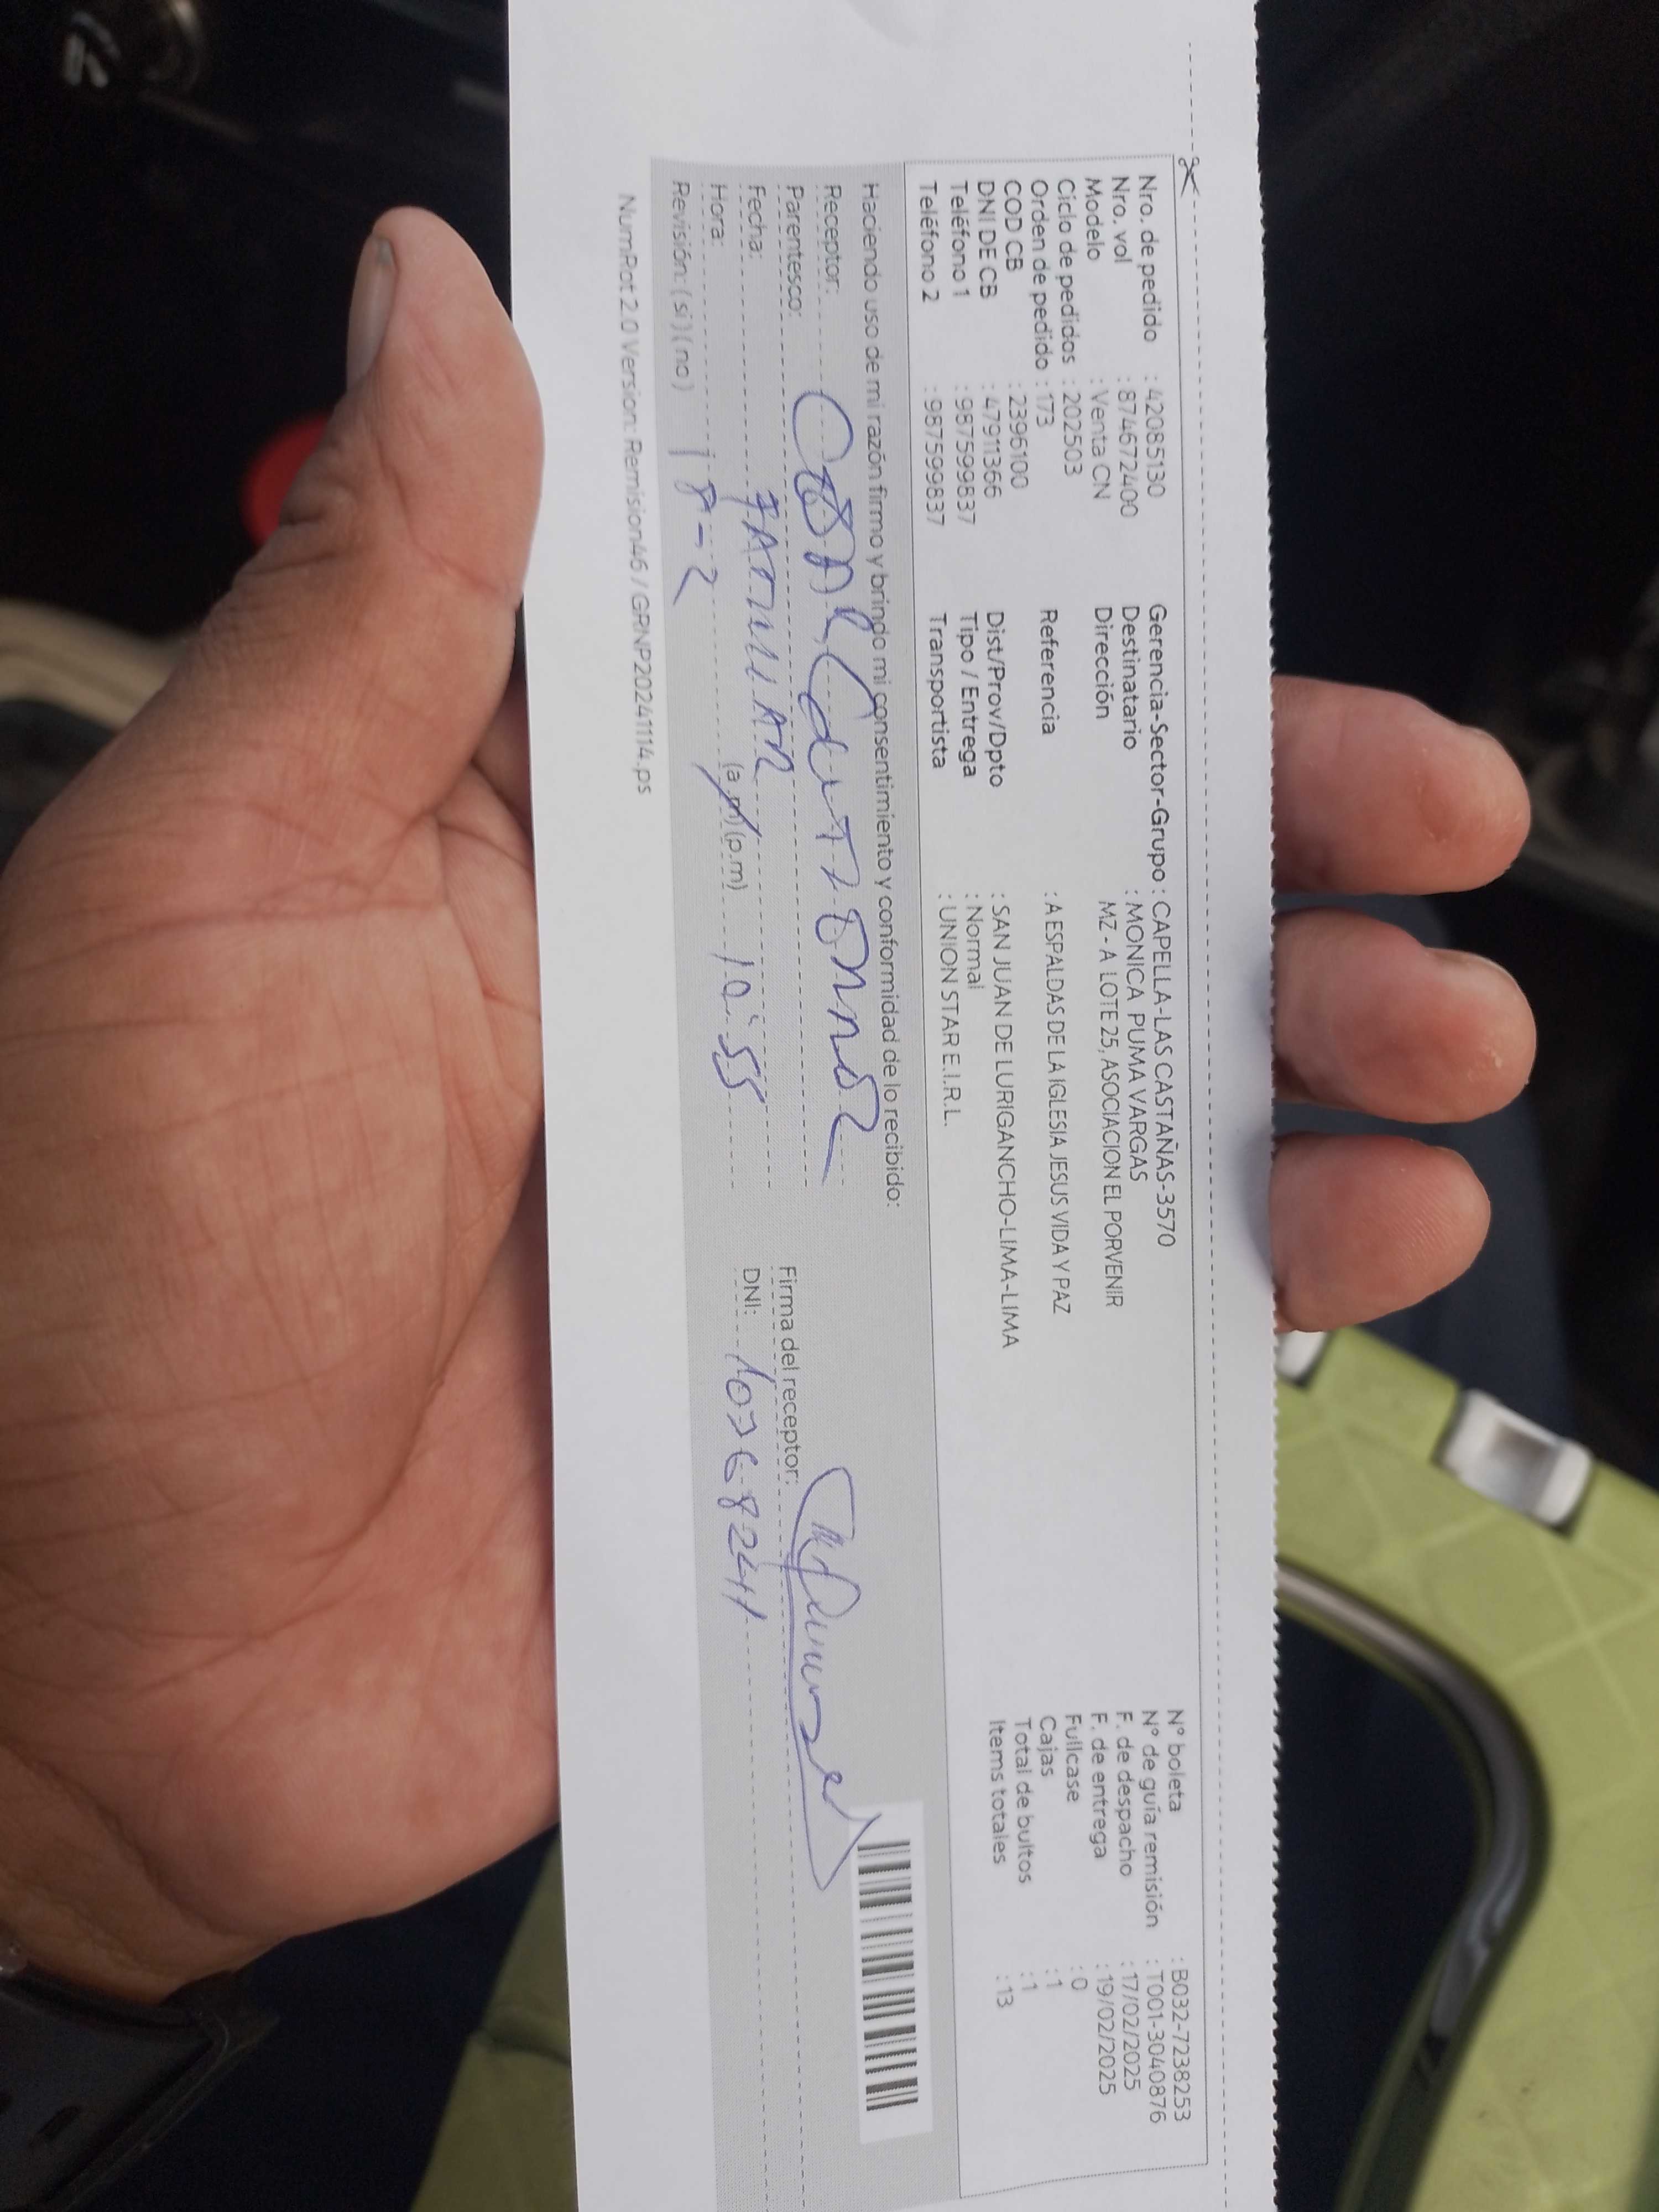 Nro. de pedido : 42085130 Gerencia-Sector-Grupo : CAPELLA-LAS CASTAÑAS-3570 N° boleta : B032-7238253
Nro. vol : 874672400 Destinatario : MONICA PUMA VARGAS N° de guía remisión : T001-3040876
Modelo : Venta CN Dirección MZ - A LOTE 25, ASOCIACION EL PORVENIR F. de despacho : 17/02/2025
Ciclo de pedidos : 202503 F. de entrega : 19/02/2025
Orden de pedido : 173 Referencia : A ESPALDAS DE LA IGLESIA JESUS VIDA Y PAZ Fullcase : 0
COD CB : 2396100 Cajas : 1
DNI DE CB : 47911366 Dist/Prov/Dpto : SAN JUAN DE LURIGANCHO-LIMA-LIMA Total de bultos : 1
Teléfono 1 : 987599837 Tipo / Entrega : Normal Items totales : 13
Teléfono 2 : 987599837 Transportista : UNION STAR E.I.R.L.
Haciendo uso de mi razón firmo y brindo mi consentimiento y conformidad de lo recibido:
Receptor:
Parentesco: FAMILIAR Firma del receptor:
Fecha: DNI: 10768241
Hora: (a.m)(p.m) 10:55
Revisión: (si) (no) 18-2
NumPot 2.0 Version: Remision46 / GRNP20241114.ps